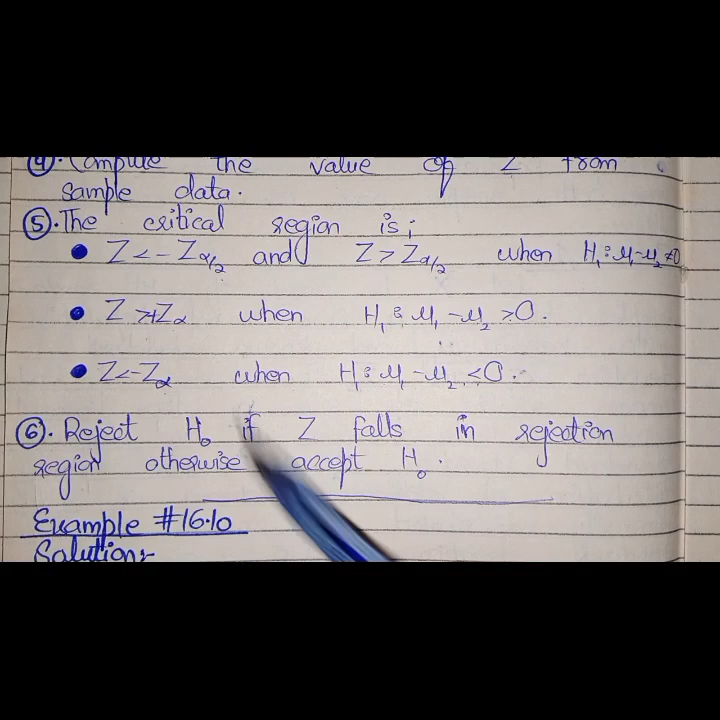 ④. Compute the value of Z from
sample data.
⑤. The critical region is;
• Z < -Zα/2 and Z > Zα/2 when H₁: μ₁-μ₂ ≠ 0
• Z > +Zα when H₁: μ₁ - μ₂ > 0.
• Z < -Zα when H₁: μ₁ - μ₂ < 0.
⑥. Reject H₀ if Z falls in rejection
region otherwise accept H₀.
Example #16.10
Solution:-